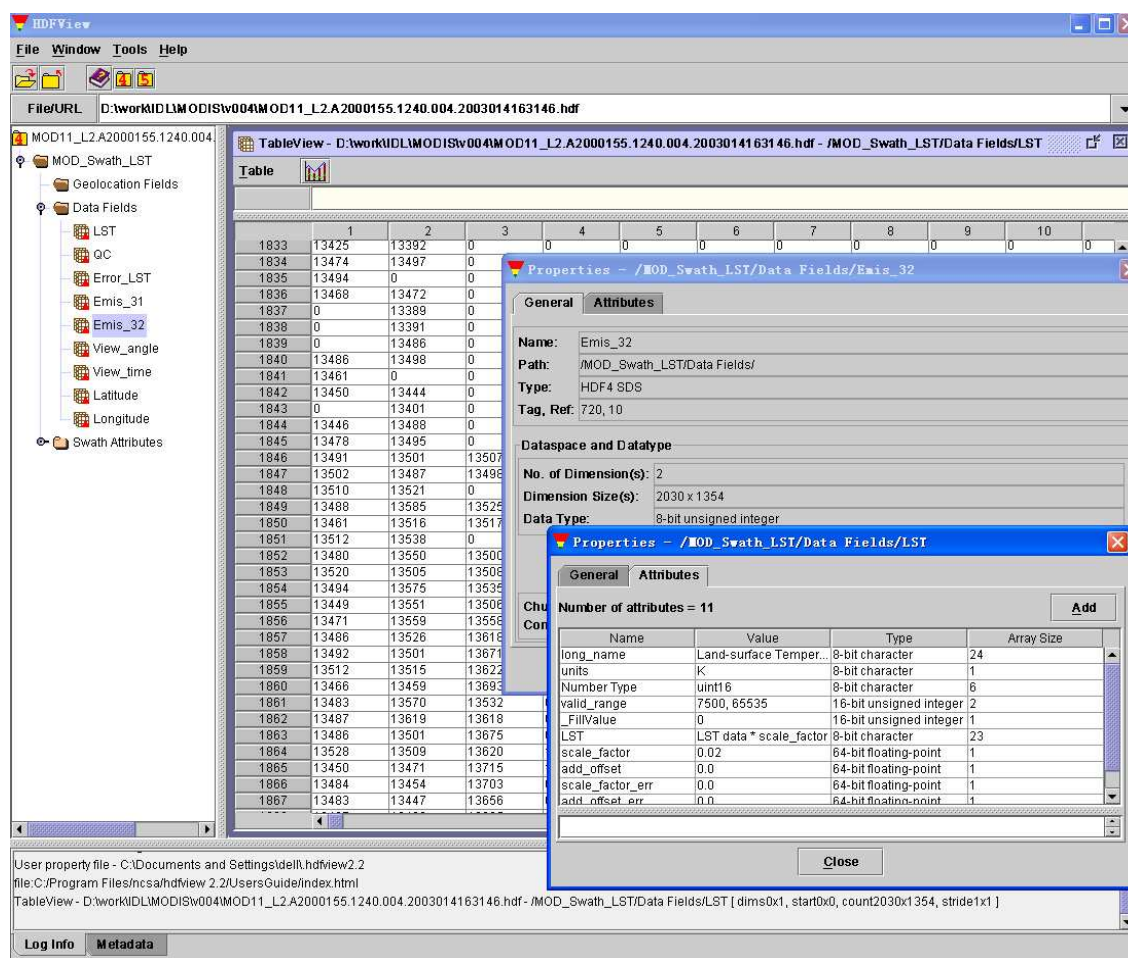 HDFView
File Window Tools Help
File/URL D:\work\IDL\MODIS\v004\MOD11_L2.A2000155.1240.004.2003014163146.hdf
MOD11_L2.A2000155.1240.004.
MOD_Swath_LST
Geolocation Fields
Data Fields
LST
QC
Error_LST
Emis_31
Emis_32
View_angle
View_time
Latitude
Longitude
Swath Attributes
TableView - D:\work\IDL\MODIS\v004\MOD11_L2.A2000155.1240.004.2003014163146.hdf - /MOD_Swath_LST/Data Fields/LST
Table
1 2 3 4 5 6 7 8 9 10
1833 13425 13392 0 0 0 0 0 0 0 0
1834 13474 13497 0
1835 13494 0 0
1836 13468 13472 0
1837 0 13389 0
1838 0 13391 0
1839 0 13486 0
1840 13486 13498 0
1841 13461 0 0
1842 13450 13444 0
1843 0 13401 0
1844 13446 13488 0
1845 13478 13495 0
1846 13491 13501 13507
1847 13502 13487 13498
1848 13510 13521 0
1849 13488 13585 13525
1850 13461 13516 13517
1851 13512 13538 0
1852 13480 13550 13500
1853 13520 13505 13508
1854 13494 13575 13535
1855 13449 13551 13506
1856 13471 13559 13558
1857 13486 13526 13618
1858 13492 13501 13671
1859 13512 13515 13622
1860 13466 13459 13693
1861 13483 13570 13532
1862 13487 13619 13618
1863 13486 13501 13675
1864 13528 13509 13620
1865 13450 13471 13715
1866 13484 13454 13703
1867 13483 13447 13656
Properties - /MOD_Swath_LST/Data Fields/Emis_32
General Attributes
Name: Emis_32
Path: /MOD_Swath_LST/Data Fields/
Type: HDF4 SDS
Tag, Ref: 720, 10
Dataspace and Datatype
No. of Dimension(s): 2
Dimension Size(s): 2030 x 1354
Data Type: 8-bit unsigned integer
Chu
Con
Properties - /MOD_Swath_LST/Data Fields/LST
General Attributes
Number of attributes = 11 Add
Name Value Type Array Size
long_name Land-surface Temper... 8-bit character 24
units K 8-bit character 1
Number Type uint16 8-bit character 6
valid_range 7500, 65535 16-bit unsigned integer 2
_FillValue 0 16-bit unsigned integer 1
LST LST data * scale_factor 8-bit character 23
scale_factor 0.02 64-bit floating-point 1
add_offset 0.0 64-bit floating-point 1
scale_factor_err 0.0 64-bit floating-point 1
add_offset_err 0.0 64-bit floating-point 1
Close
User property file - C:\Documents and Settings\dell\.hdfview2.2
file:C:/Program Files/ncsa/hdfview 2.2/UsersGuide/index.html
TableView - D:\work\IDL\MODIS\v004\MOD11_L2.A2000155.1240.004.2003014163146.hdf - /MOD_Swath_LST/Data Fields/LST [ dims0x1, start0x0, count2030x1354, stride1x1 ]
Log Info Metadata